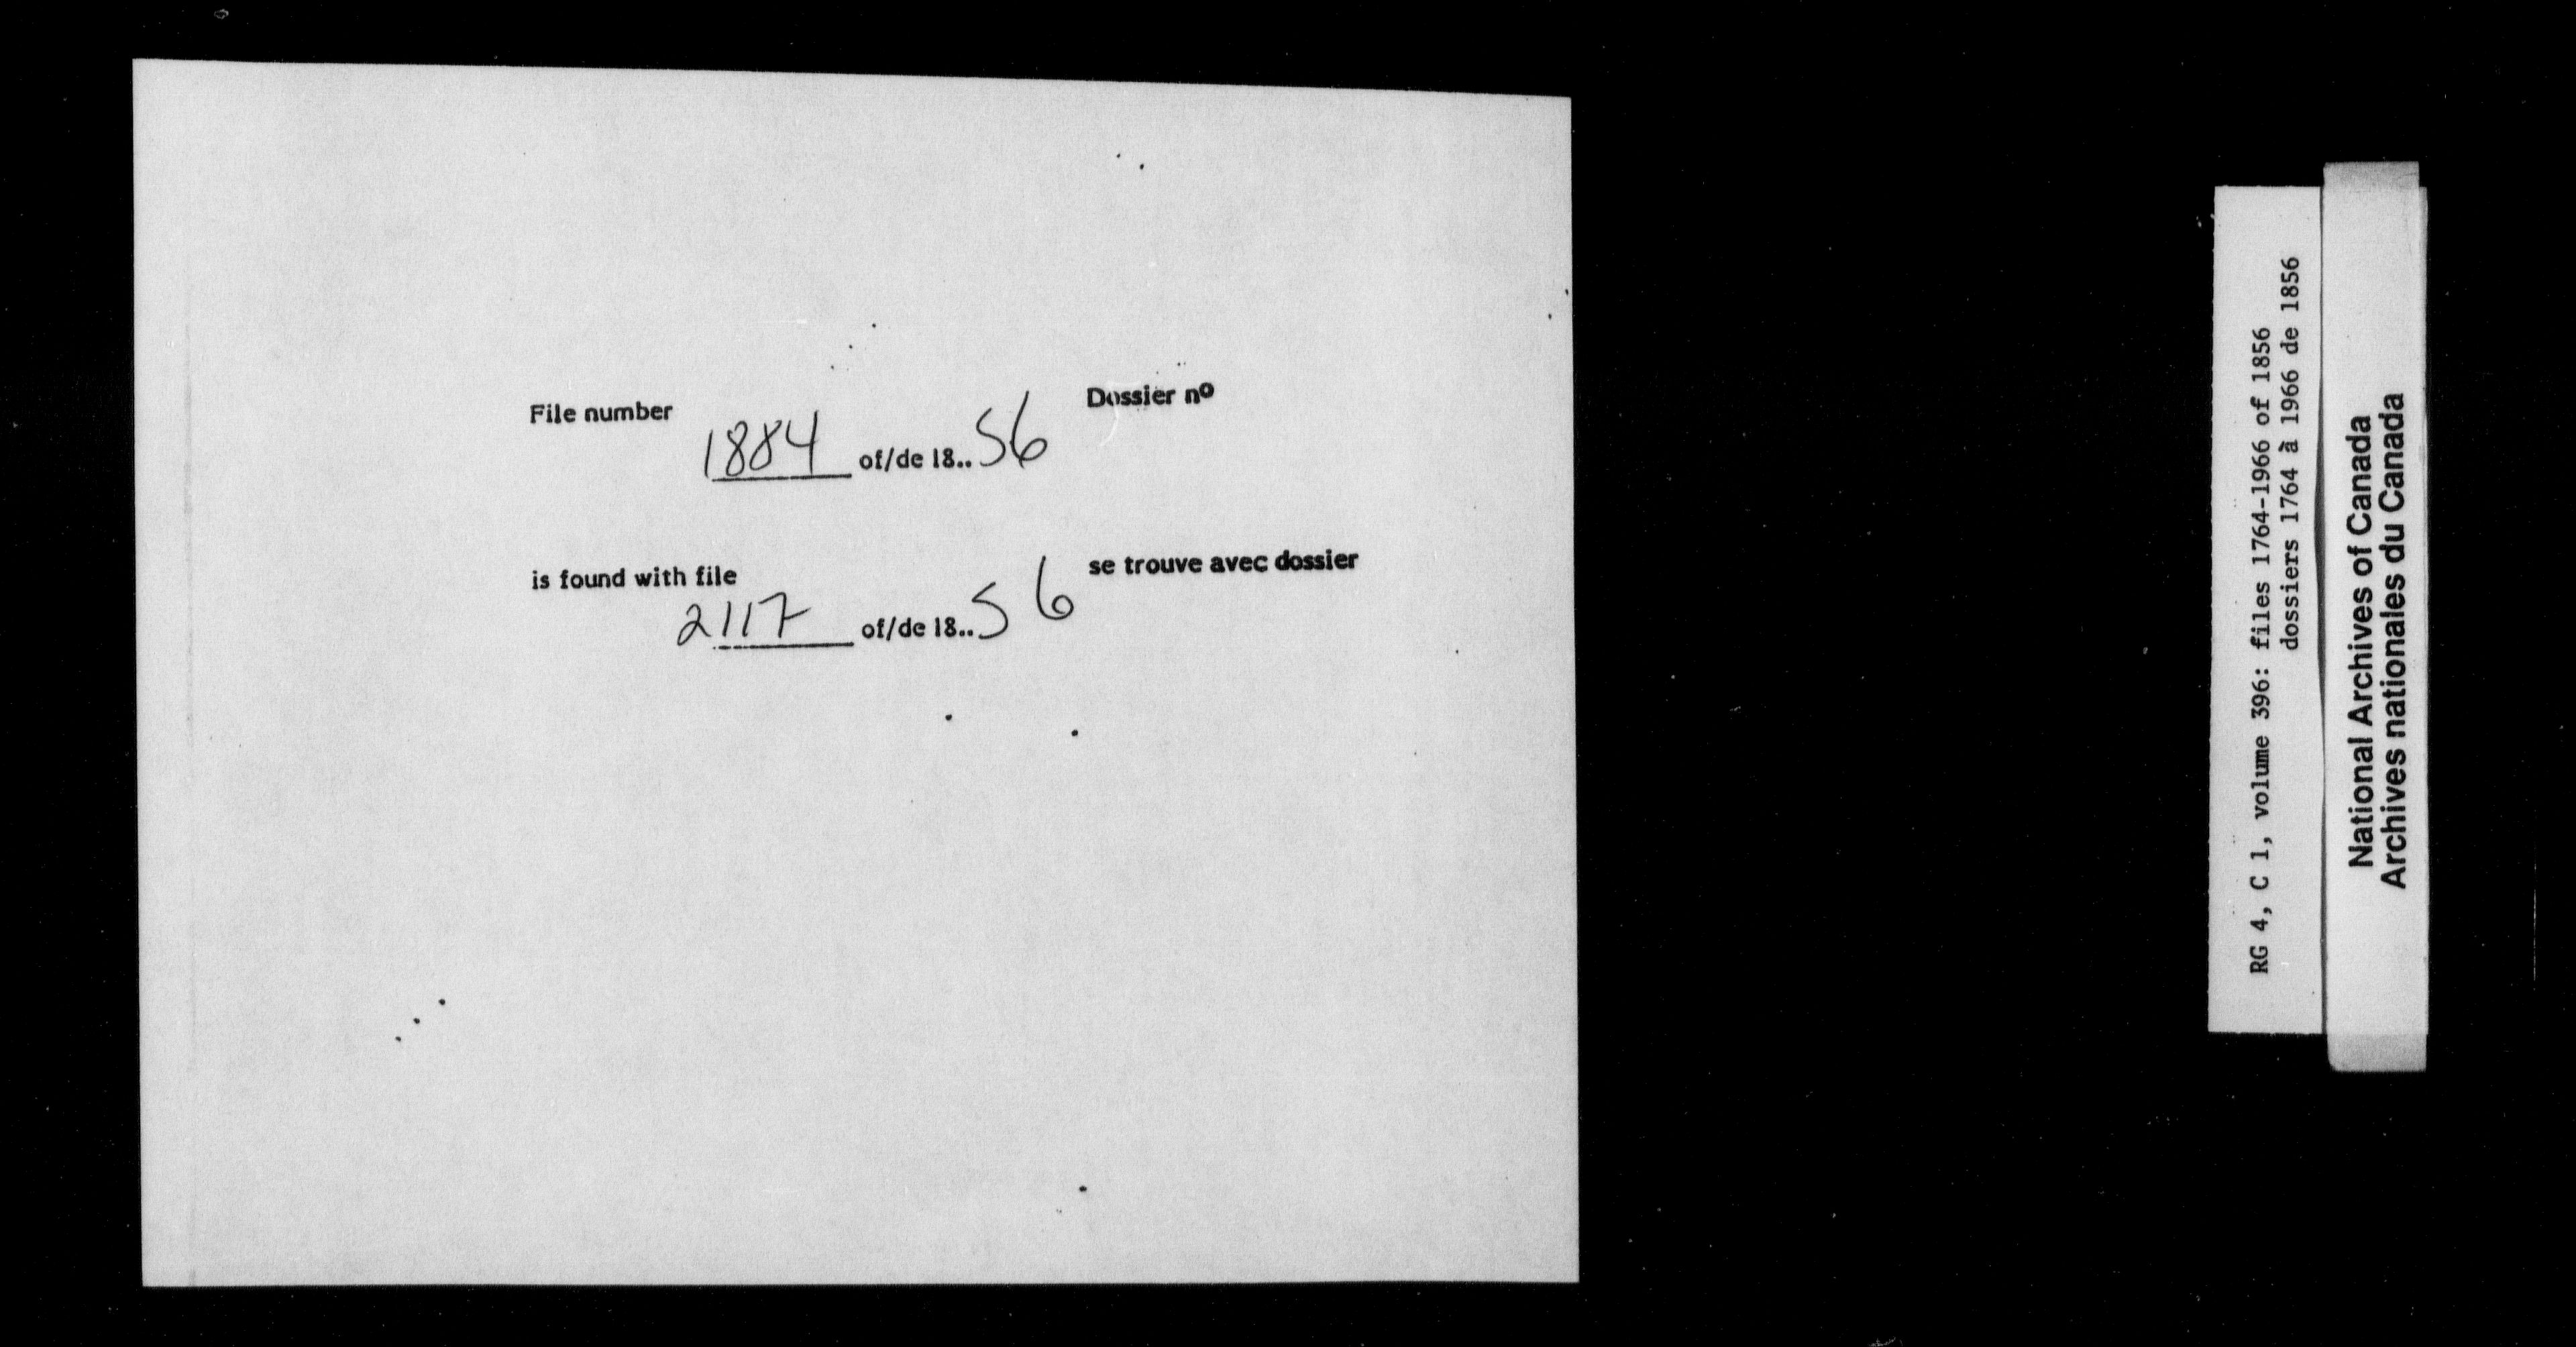 File number Dossier nº
1884 of/de 18.. 56
is found with file se trouve avec dossier
2117 of/de 18.. 56
RG 4, C 1, volume 396: files 1764-1966 of 1856
dossiers 1764 à 1966 de 1856
National Archives of Canada
Archives nationales du Canada